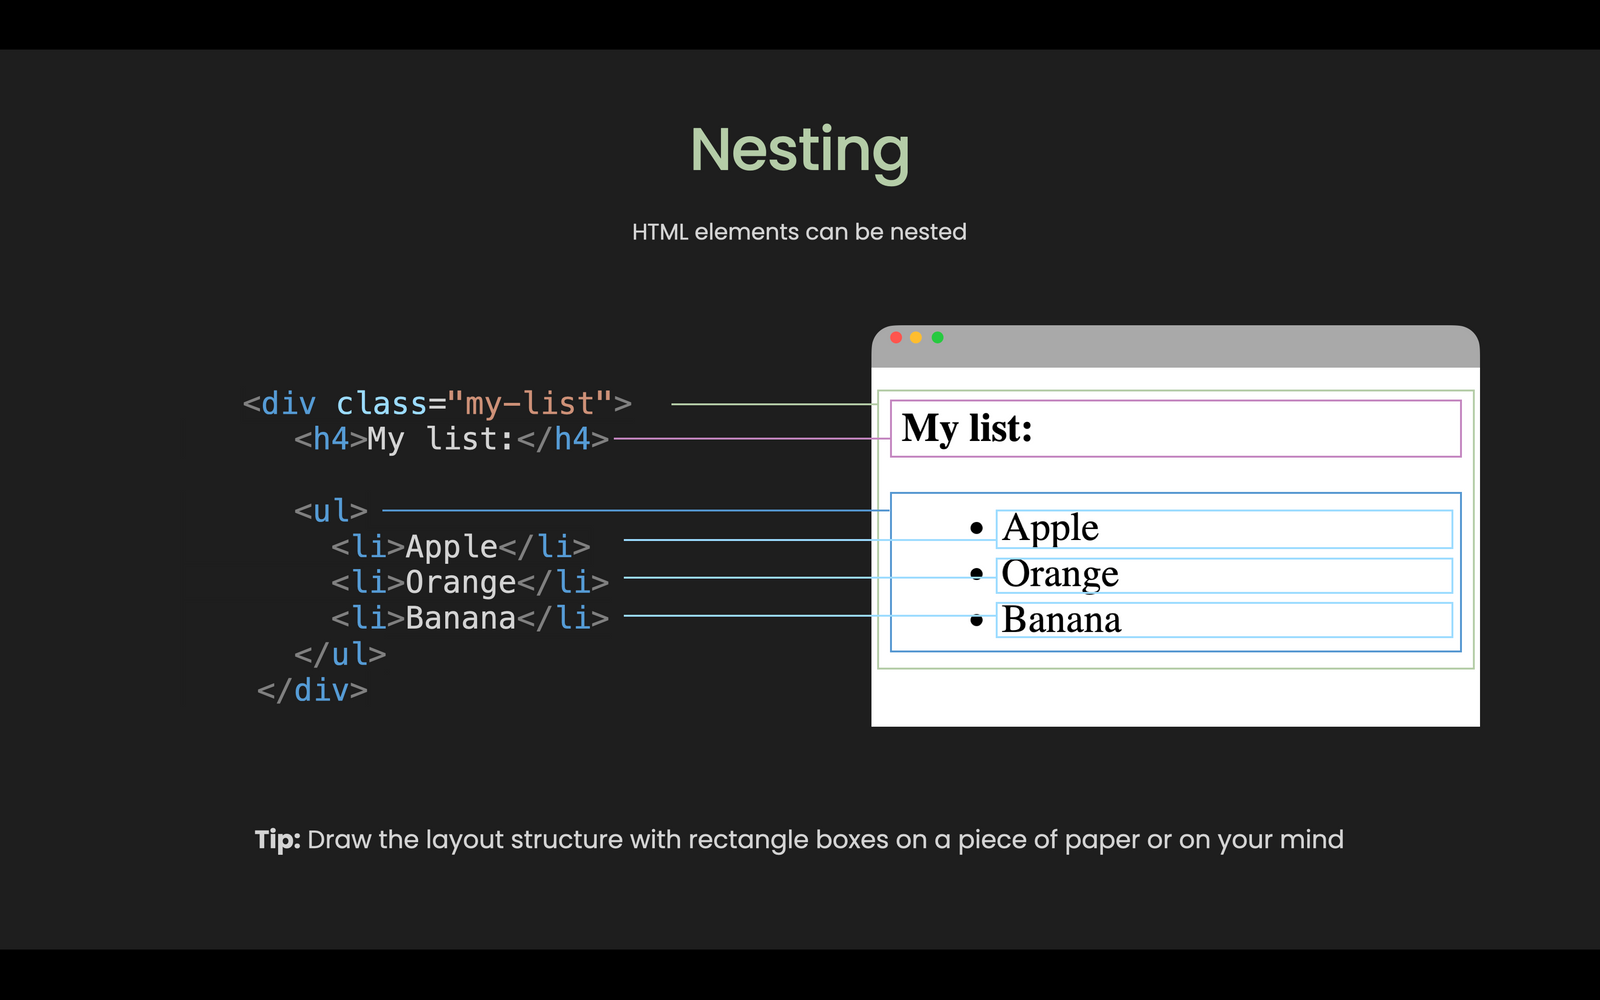 Nesting
HTML elements can be nested
<div class="my-list">
<h4>My list:</h4>
<ul>
<li>Apple</li>
<li>Orange</li>
<li>Banana</li>
</ul>
</div>
My list:
• Apple
• Orange
• Banana
Tip: Draw the layout structure with rectangle boxes on a piece of paper or on your mind